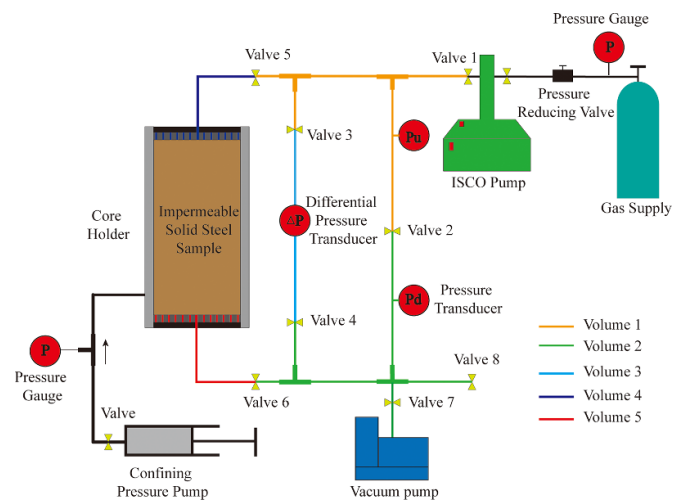 Pressure Gauge
P
Valve 5
Valve 1
Pressure
Reducing Valve
Valve 3
Pu
ISCO Pump
Gas Supply
Impermeable
Solid Steel
Sample
Core
Holder
ΔP
Differential
Pressure
Transducer
Valve 2
Pd
Pressure
Transducer
Valve 4
P
Pressure
Gauge
Valve 8
Valve 6
Valve 7
Valve
Confining
Pressure Pump
Vacuum pump
Volume 1
Volume 2
Volume 3
Volume 4
Volume 5